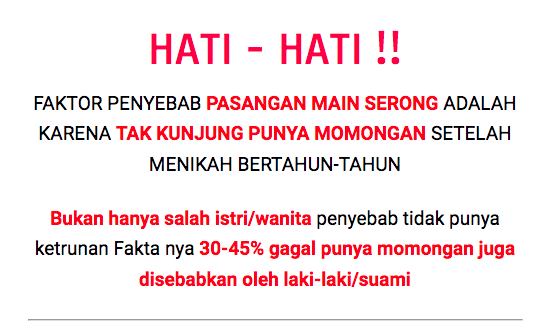 HATI - HATI !!
FAKTOR PENYEBAB PASANGAN MAIN SERONG ADALAH
KARENA TAK KUNJUNG PUNYA MOMONGAN SETELAH
MENIKAH BERTAHUN-TAHUN
Bukan hanya salah istri/wanita penyebab tidak punya
ketrunan Fakta nya 30-45% gagal punya momongan juga
disebabkan oleh laki-laki/suami